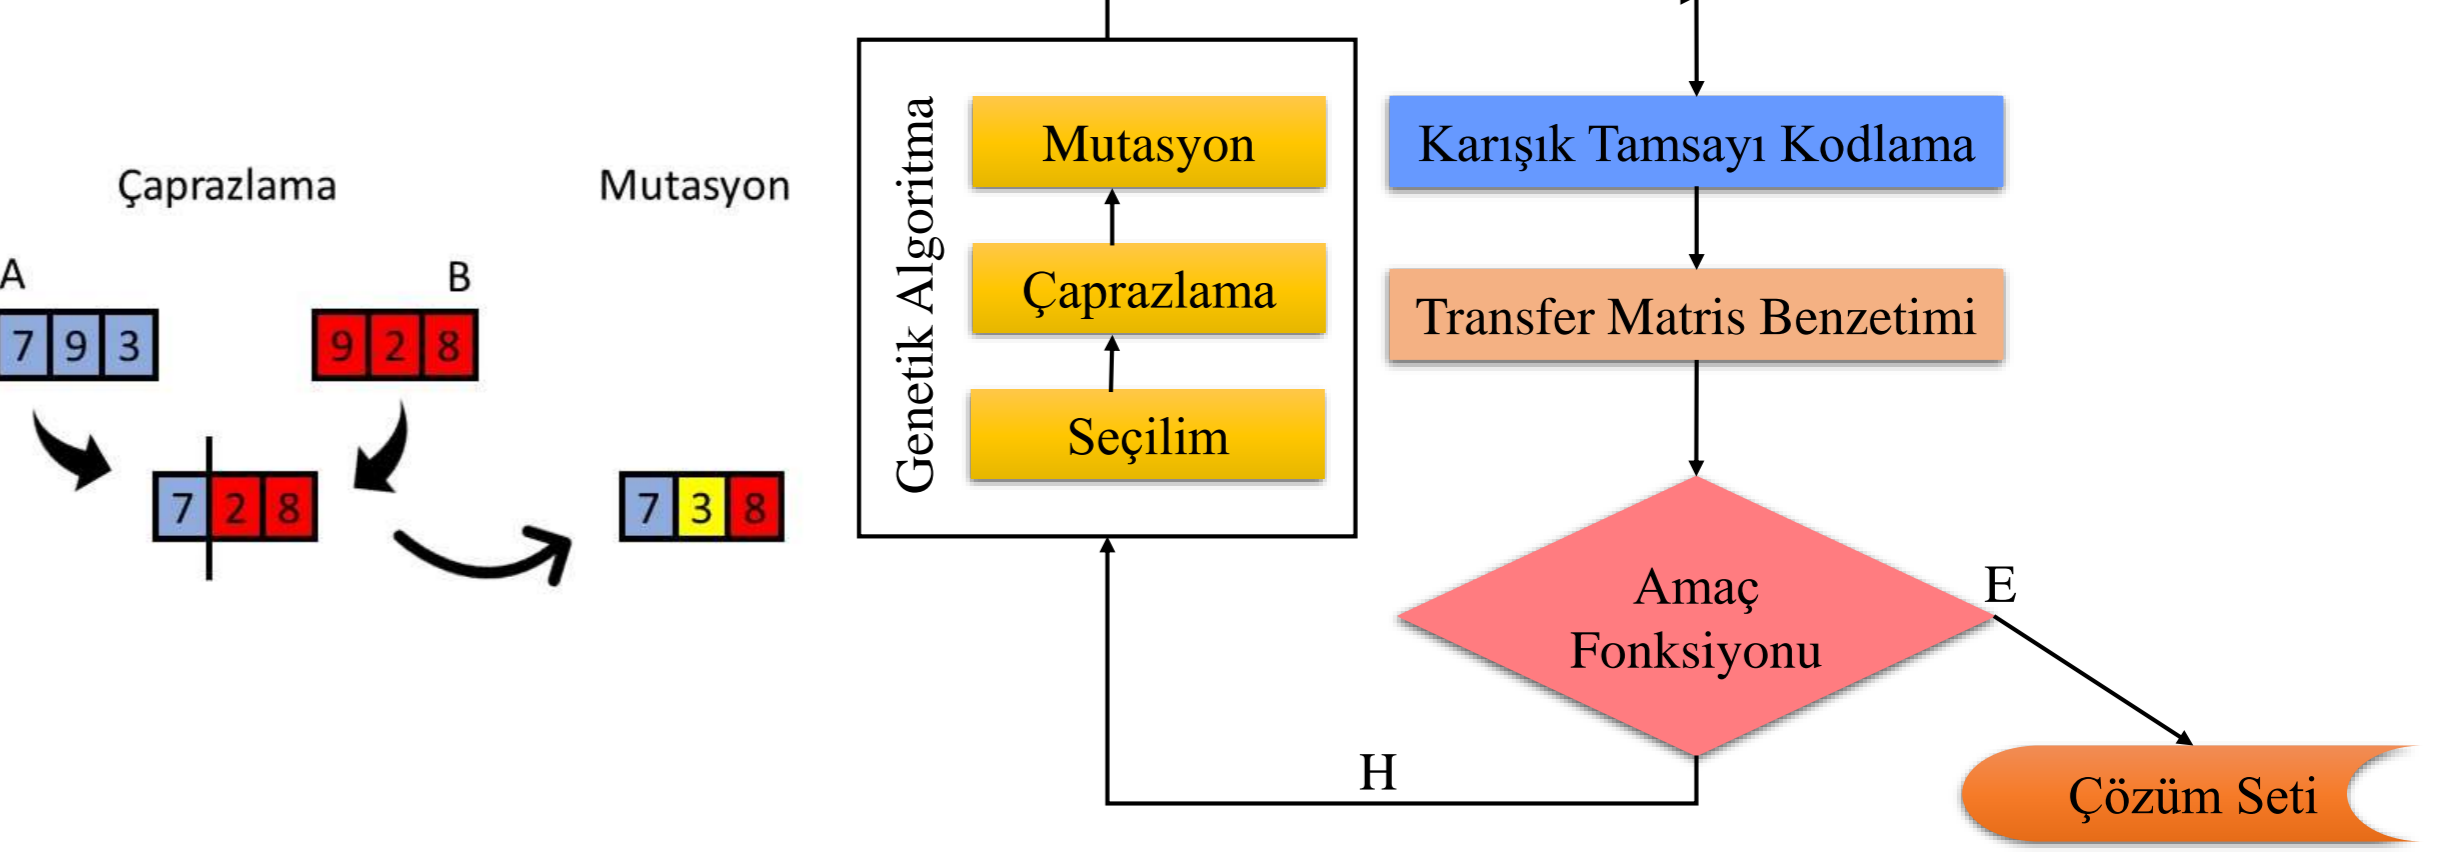 Çaprazlama
Mutasyon
A
B
7 9 3
9 2 8
7 2 8
7 3 8
Genetik Algoritma
Mutasyon
Çaprazlama
Seçilim
Karışık Tamsayı Kodlama
Transfer Matris Benzetimi
Amaç
Fonksiyonu
E
H
Çözüm Seti